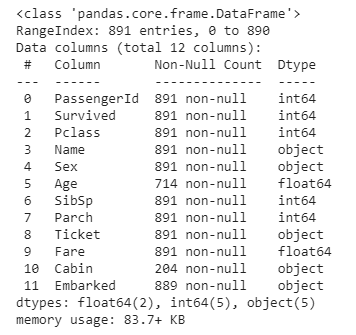 <class 'pandas.core.frame.DataFrame'>
RangeIndex: 891 entries, 0 to 890
Data columns (total 12 columns):
 #   Column       Non-Null Count  Dtype
---  ------       --------------  -----
 0   PassengerId  891 non-null    int64
 1   Survived     891 non-null    int64
 2   Pclass       891 non-null    int64
 3   Name         891 non-null    object
 4   Sex          891 non-null    object
 5   Age          714 non-null    float64
 6   SibSp        891 non-null    int64
 7   Parch        891 non-null    int64
 8   Ticket       891 non-null    object
 9   Fare         891 non-null    float64
 10  Cabin        204 non-null    object
 11  Embarked     889 non-null    object
dtypes: float64(2), int64(5), object(5)
memory usage: 83.7+ KB